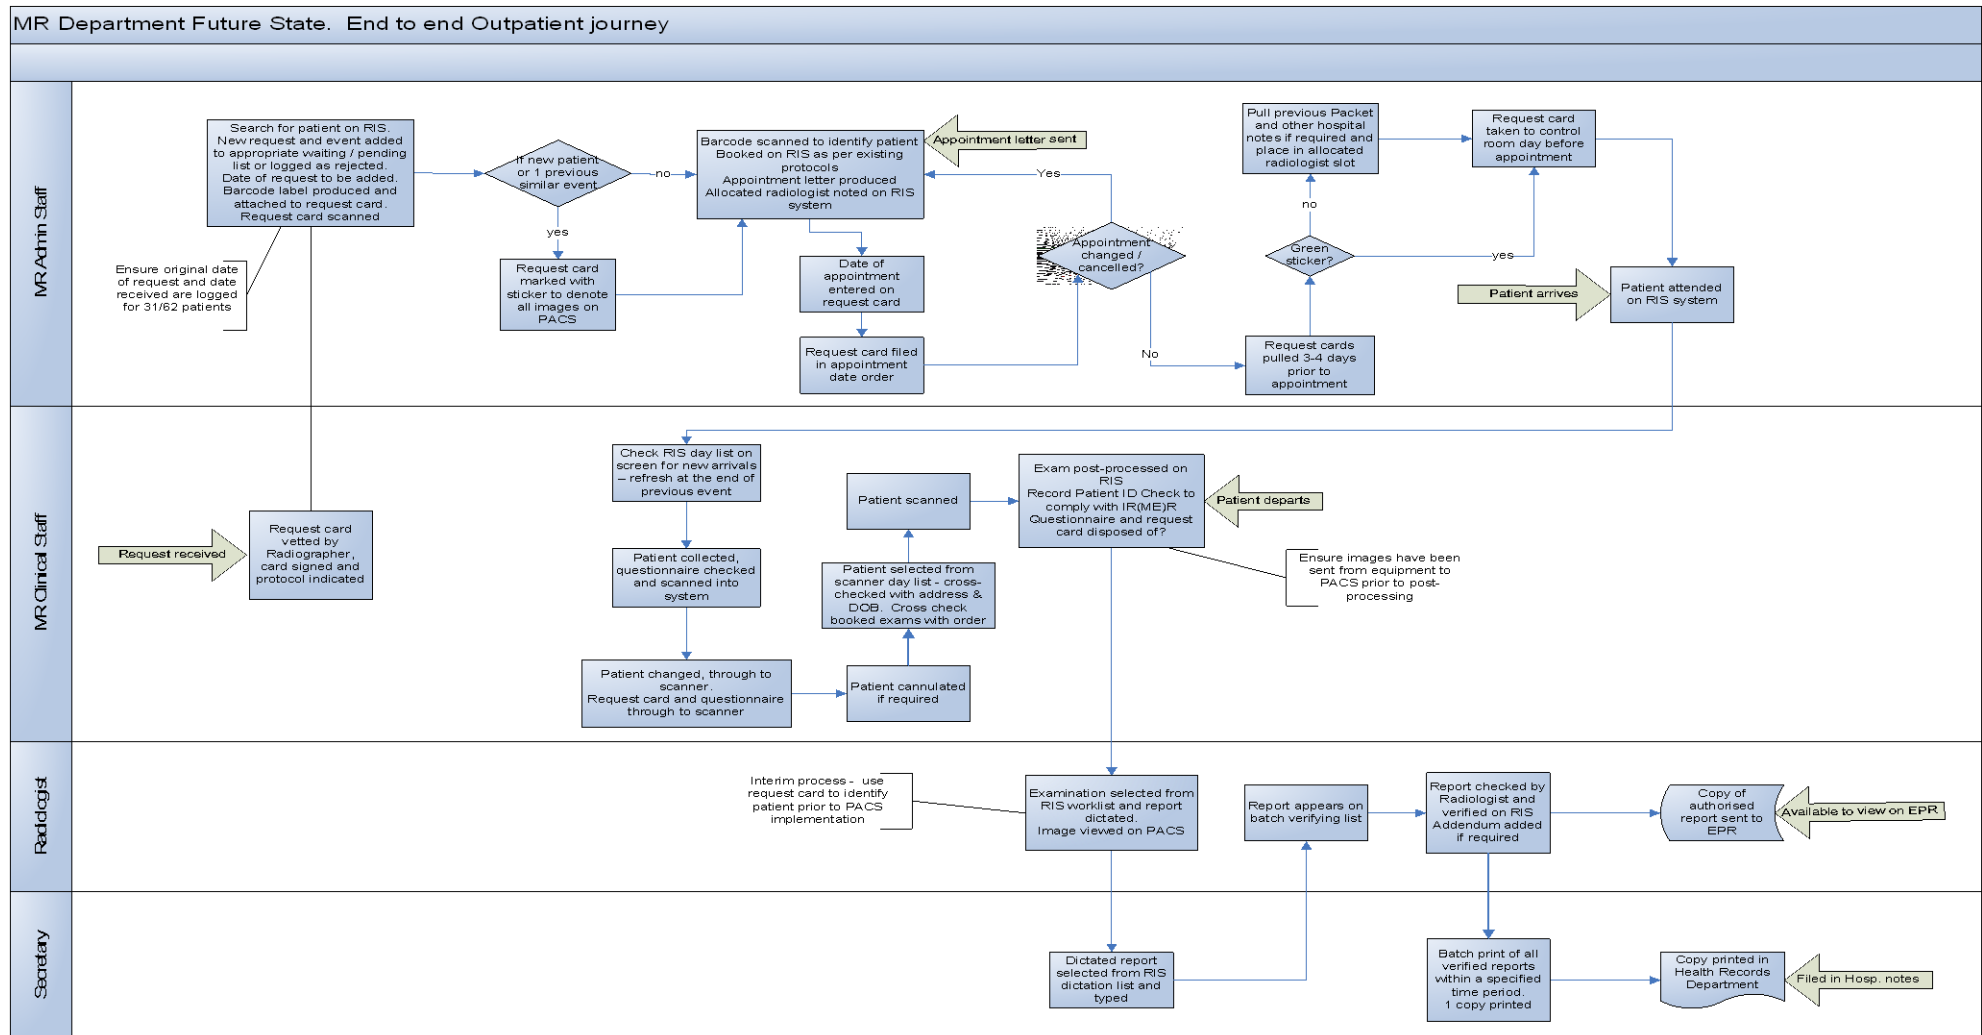 MR Department Future State.  End to end Outpatient journey
MR Admin Staff
Search for patient on RIS.
New request and event added
to appropriate waiting / pending
list or logged as rejected.
Date of request to be added.
Barcode label produced and
attached to request card.
Request card scanned
Ensure original date
of request and date
received are logged
for 31/62 patients
If new patient
or 1 previous
similar event
no
yes
Request card
marked with
sticker to denote
all images on
PACS
Barcode scanned to identify patient
Booked on RIS as per existing
protocols
Appointment letter produced
Allocated radiologist noted on RIS
system
Appointment letter sent
Date of
appointment
entered on
request card
Request card filed
in appointment
date order
Yes
Appointment
changed /
cancelled?
No
Request cards
pulled 3-4 days
prior to
appointment
Green
sticker?
no
yes
Pull previous Packet
and other hospital
notes if required and
place in allocated
radiologist slot
Request card
taken to control
room day before
appointment
Patient arrives
Patient attended
on RIS system
MR Clinical Staff
Request received
Request card
vetted by
Radiographer,
card signed and
protocol indicated
Check RIS day list on
screen for new arrivals
– refresh at the end of
previous event
Patient collected,
questionnaire checked
and scanned into
system
Patient changed, through to
scanner.
Request card and questionnaire
through to scanner
Patient cannulated
if required
Patient selected from
scanner day list - cross-
checked with address &
DOB.  Cross check
booked exams with order
Patient scanned
Exam post-processed on
RIS
Record Patient ID Check to
comply with IR(ME)R
Questionnaire and request
card disposed of?
Patient departs
Ensure images have been
sent from equipment to
PACS prior to post-
processing
Radiologist
Interim process -  use
request card to identify
patient prior to PACS
implementation
Examination selected from
RIS worklist and report
dictated.
Image viewed on PACS
Report appears on
batch verifying list
Report checked by
Radiologist and
verified on RIS
Addendum added
if required
Copy of
authorised
report sent to
EPR
Available to view on EPR
Secretary
Dictated report
selected from RIS
dictation list and
typed
Batch print of all
verified reports
within a specified
time period.
1 copy printed
Copy printed in
Health Records
Department
Filed in Hosp. notes